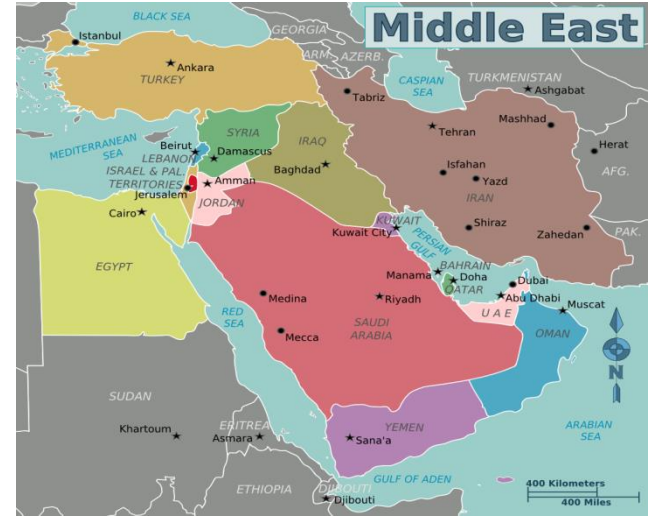 Middle East
BLACK SEA
Istanbul
GEORGIA
ARM.
AZERB.
Ankara
TURKEY
CASPIAN
SEA
TURKMENISTAN
Ashgabat
Tabriz
Mashhad
Tehran
Herat
MEDITERRANEAN
SEA
SYRIA
Beirut
LEBANON
Damascus
IRAQ
Baghdad
Isfahan
Yazd
IRAN
AFG.
ISRAEL & PAL.
TERRITORIES
Jerusalem
Amman
JORDAN
Cairo
EGYPT
KUWAIT
Kuwait City
Shiraz
Zahedan
PAK.
PERSIAN
GULF
BAHRAIN
Manama
Doha
QATAR
Dubai
Abu Dhabi
U A E
Muscat
OMAN
RED
SEA
Medina
Mecca
Riyadh
SAUDI
ARABIA
N
SUDAN
Khartoum
ERITREA
Asmara
YEMEN
Sana'a
ARABIAN
SEA
GULF OF ADEN
ETHIOPIA
DJIBOUTI
Djibouti
400 Kilometers
400 Miles